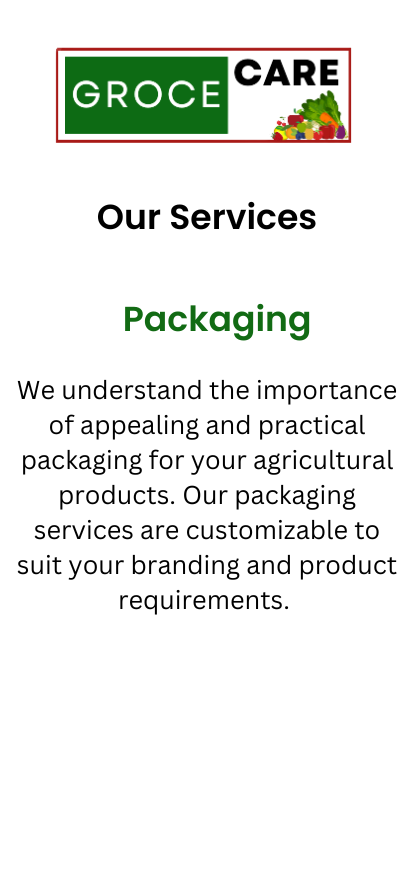 GROCE CARE
Our Services
Packaging
We understand the importance
of appealing and practical
packaging for your agricultural
products. Our packaging
services are customizable to
suit your branding and product
requirements.